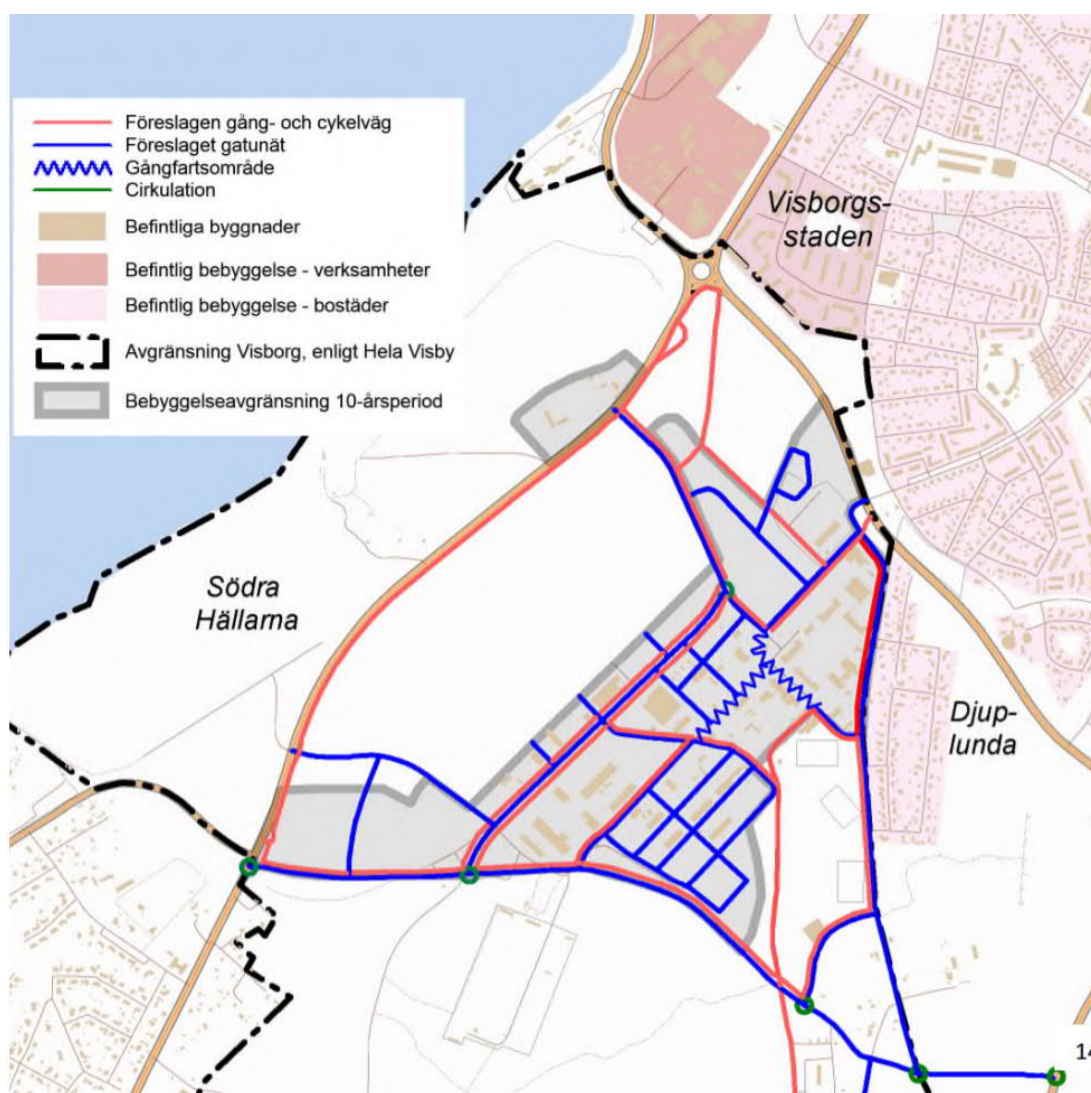 Föreslagen gång- och cykelväg
Föreslaget gatunät
Gångfartsområde
Cirkulation
Befintliga byggnader
Befintlig bebyggelse - verksamheter
Befintlig bebyggelse - bostäder
Avgränsning Visborg, enligt Hela Visby
Bebyggelseavgränsning 10-årsperiod
Visborgs-
staden
Södra
Hällarna
Djup-
lunda
14